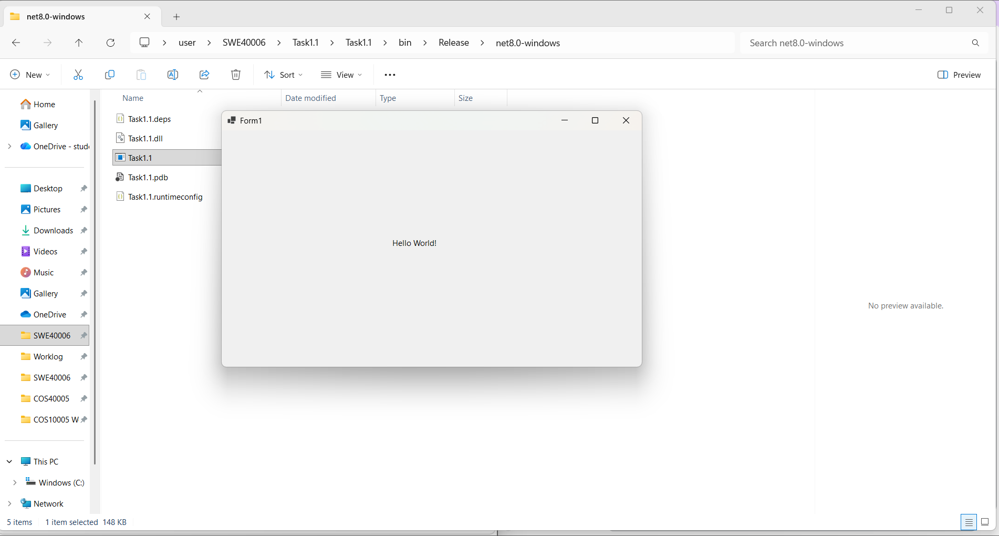 net8.0-windows
user SWE40006 Task1.1 Task1.1 bin Release net8.0-windows
Search net8.0-windows
New
Sort
View
Preview
Name Date modified Type Size
Home
Gallery
OneDrive - stud
Desktop
Pictures
Downloads
Videos
Music
Gallery
OneDrive
SWE40006
Worklog
SWE40006
COS40005
COS10005 W
This PC
Windows (C:)
Network
Task1.1.deps
Task1.1.dll
Task1.1
Task1.1.pdb
Task1.1.runtimeconfig
Form1
Hello World!
No preview available.
5 items 1 item selected 148 KB